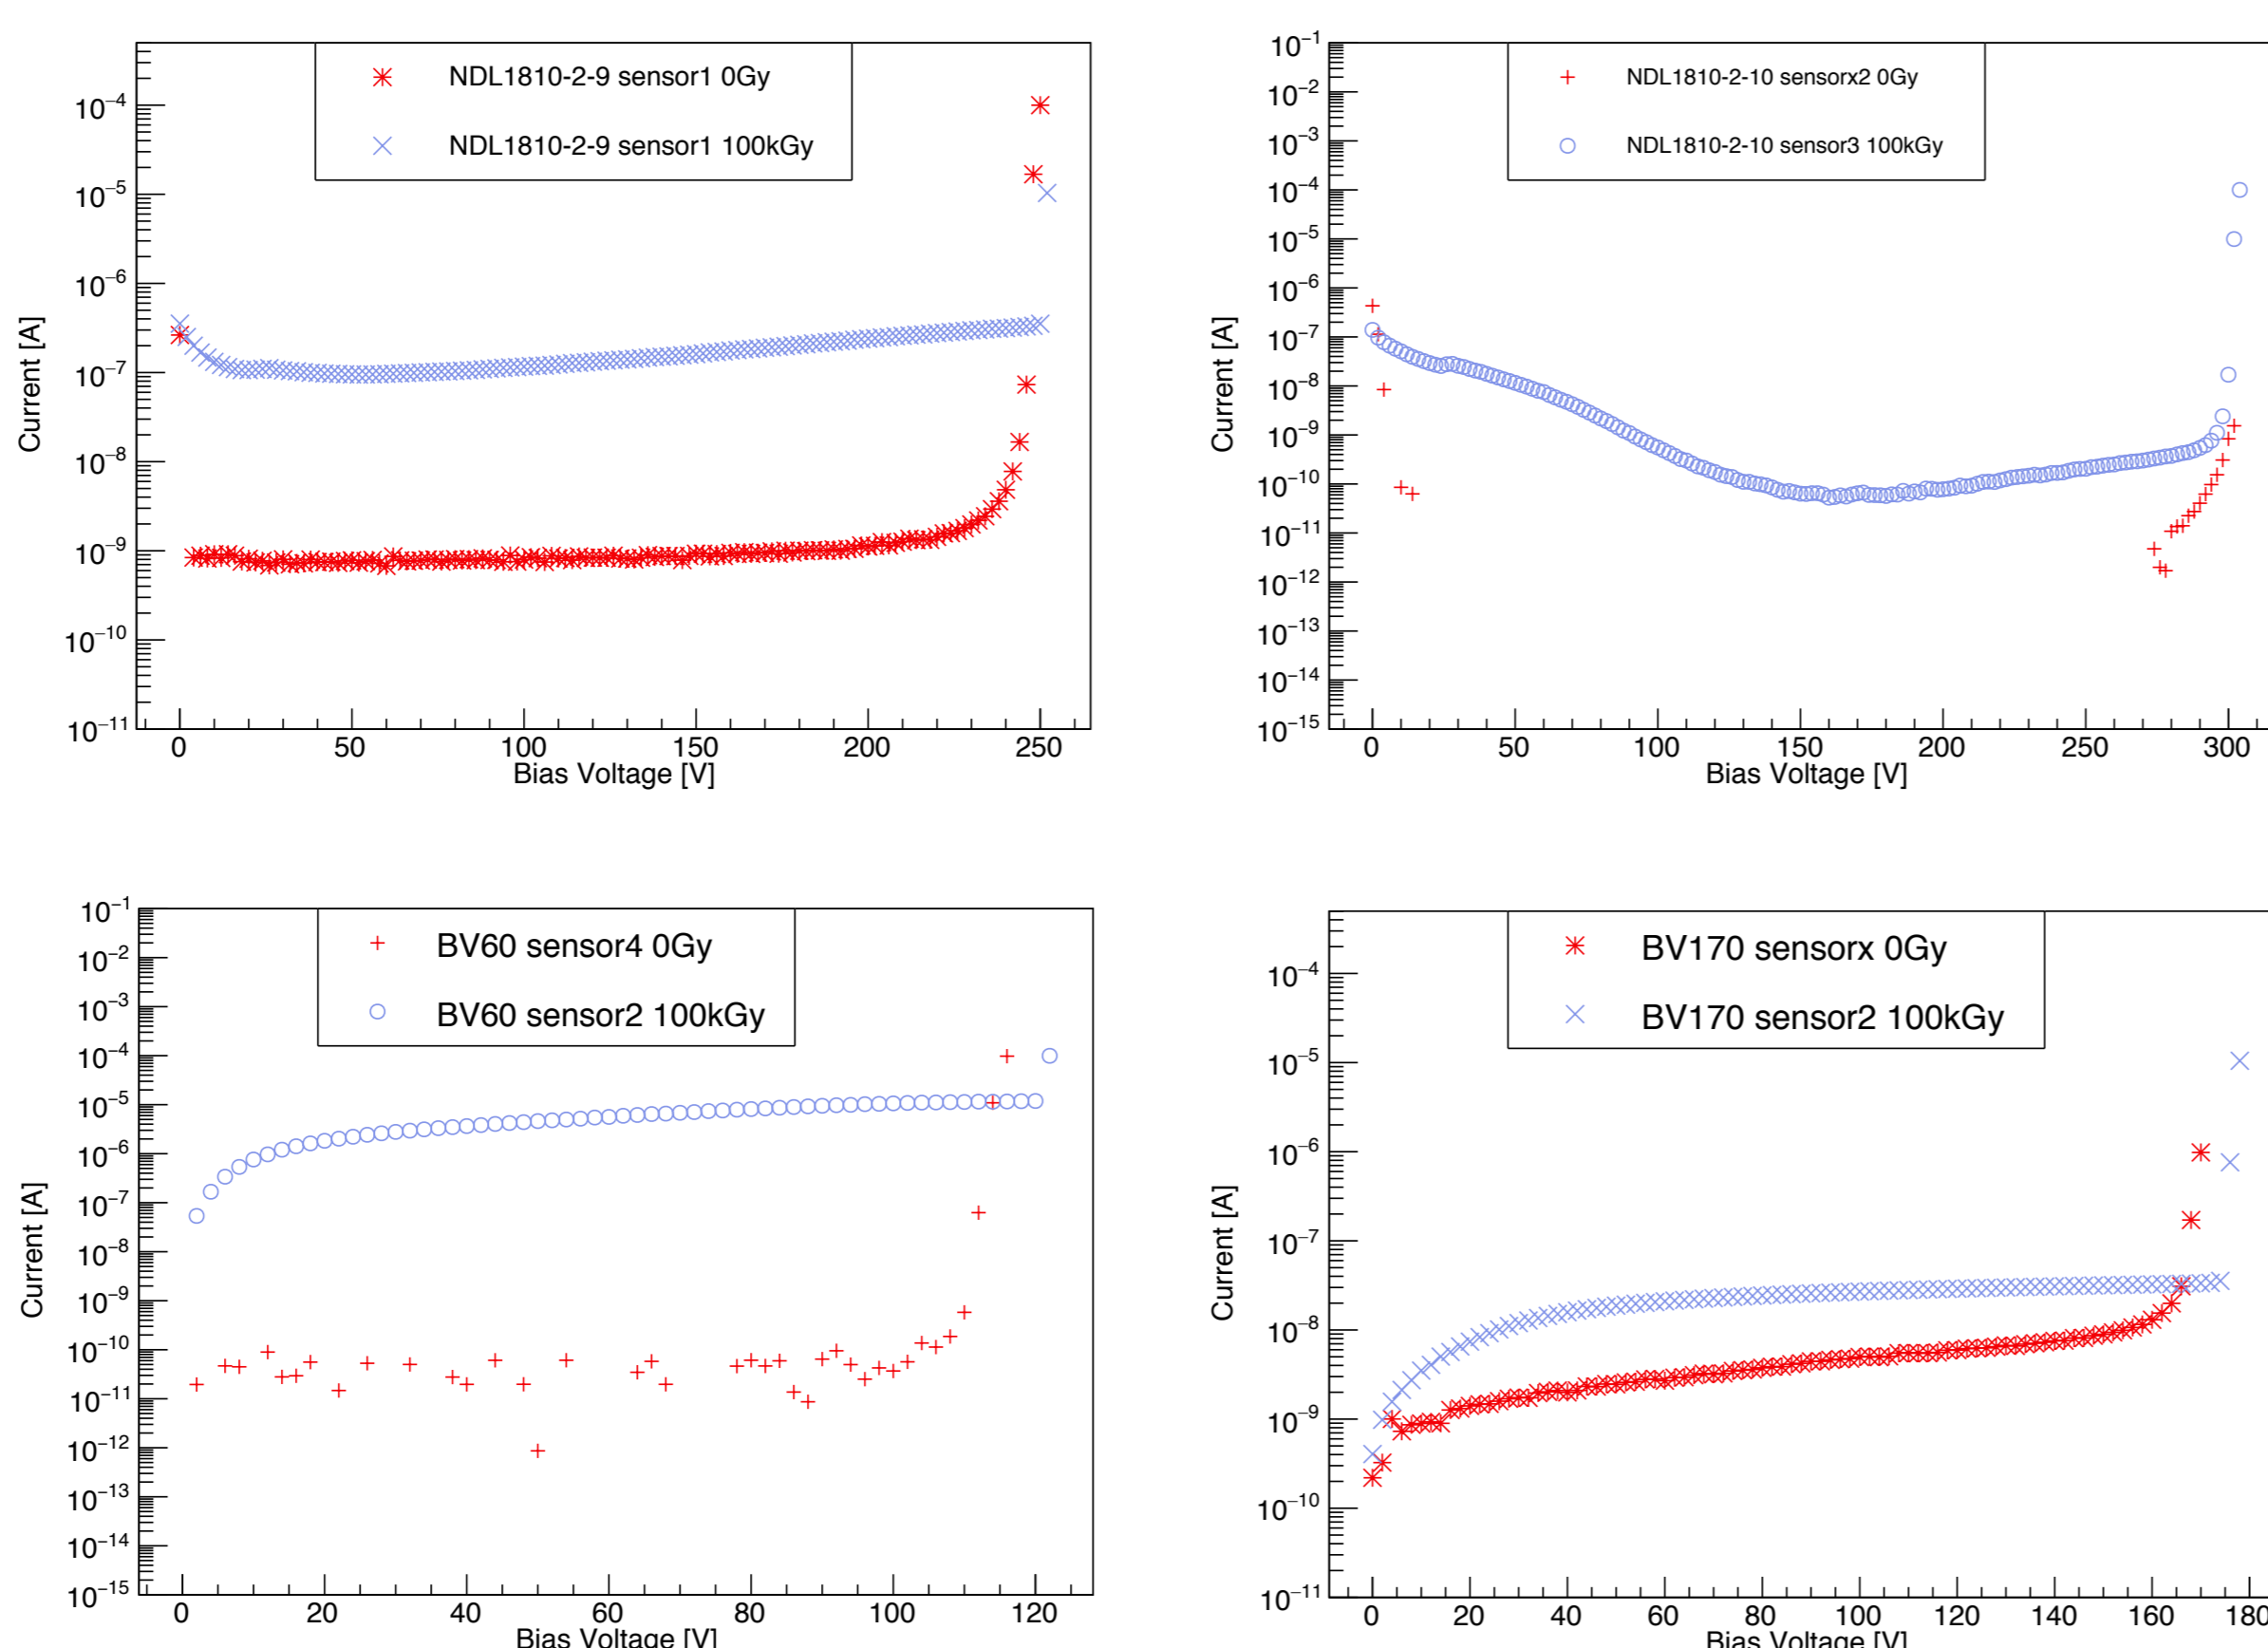 NDL1810-2-9 sensor1 0Gy
NDL1810-2-9 sensor1 100kGy
10⁻⁴
10⁻⁵
10⁻⁶
10⁻⁷
10⁻⁸
10⁻⁹
10⁻¹⁰
10⁻¹¹
Current [A]
0 50 100 150 200 250
Bias Voltage [V]
NDL1810-2-10 sensorx2 0Gy
NDL1810-2-10 sensor3 100kGy
10⁻¹
10⁻²
10⁻³
10⁻⁴
10⁻⁵
10⁻⁶
10⁻⁷
10⁻⁸
10⁻⁹
10⁻¹⁰
10⁻¹¹
10⁻¹²
10⁻¹³
10⁻¹⁴
10⁻¹⁵
Current [A]
0 50 100 150 200 250 300
Bias Voltage [V]
BV60 sensor4 0Gy
BV60 sensor2 100kGy
10⁻¹
10⁻²
10⁻³
10⁻⁴
10⁻⁵
10⁻⁶
10⁻⁷
10⁻⁸
10⁻⁹
10⁻¹⁰
10⁻¹¹
10⁻¹²
10⁻¹³
10⁻¹⁴
10⁻¹⁵
Current [A]
0 20 40 60 80 100 120
Bias Voltage [V]
BV170 sensorx 0Gy
BV170 sensor2 100kGy
10⁻⁴
10⁻⁵
10⁻⁶
10⁻⁷
10⁻⁸
10⁻⁹
10⁻¹⁰
10⁻¹¹
Current [A]
0 20 40 60 80 100 120 140 160 180
Bias Voltage [V]